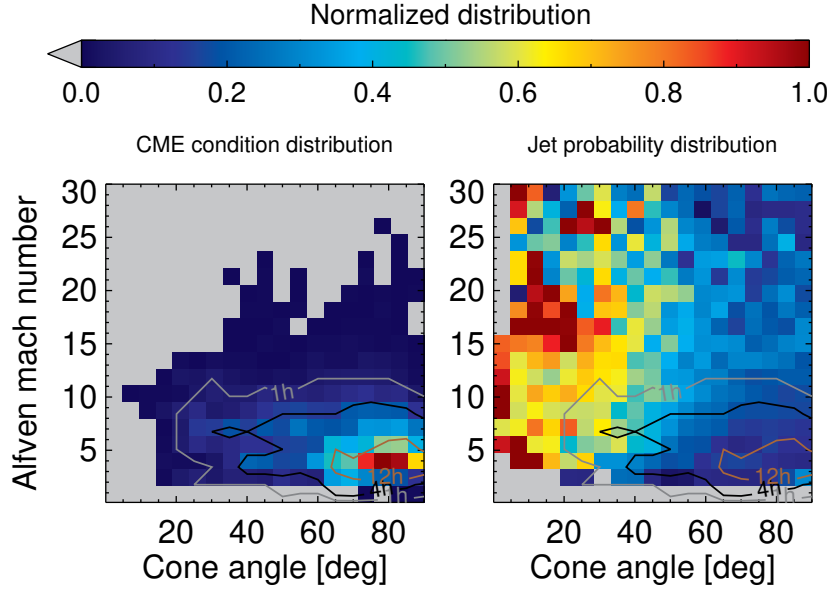 Normalized distribution
0.0 0.2 0.4 0.6 0.8 1.0
CME condition distribution Jet probability distribution
Alfven mach number
30 30
25 25
20 20
15 15
10 10
5 5
1h 1h
12h 12h
4h 4h
1h 1h
20 40 60 80 20 40 60 80
Cone angle [deg] Cone angle [deg]